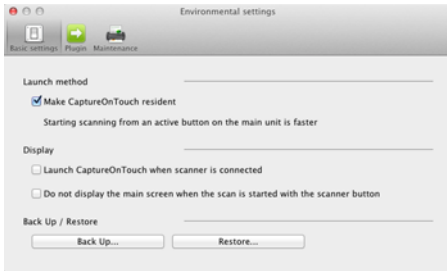 Environmental settings
Basic settings Plugin Maintenance
Launch method
Make CaptureOnTouch resident
Starting scanning from an active button on the main unit is faster
Display
Launch CaptureOnTouch when scanner is connected
Do not display the main screen when the scan is started with the scanner button
Back Up / Restore
Back Up... Restore...